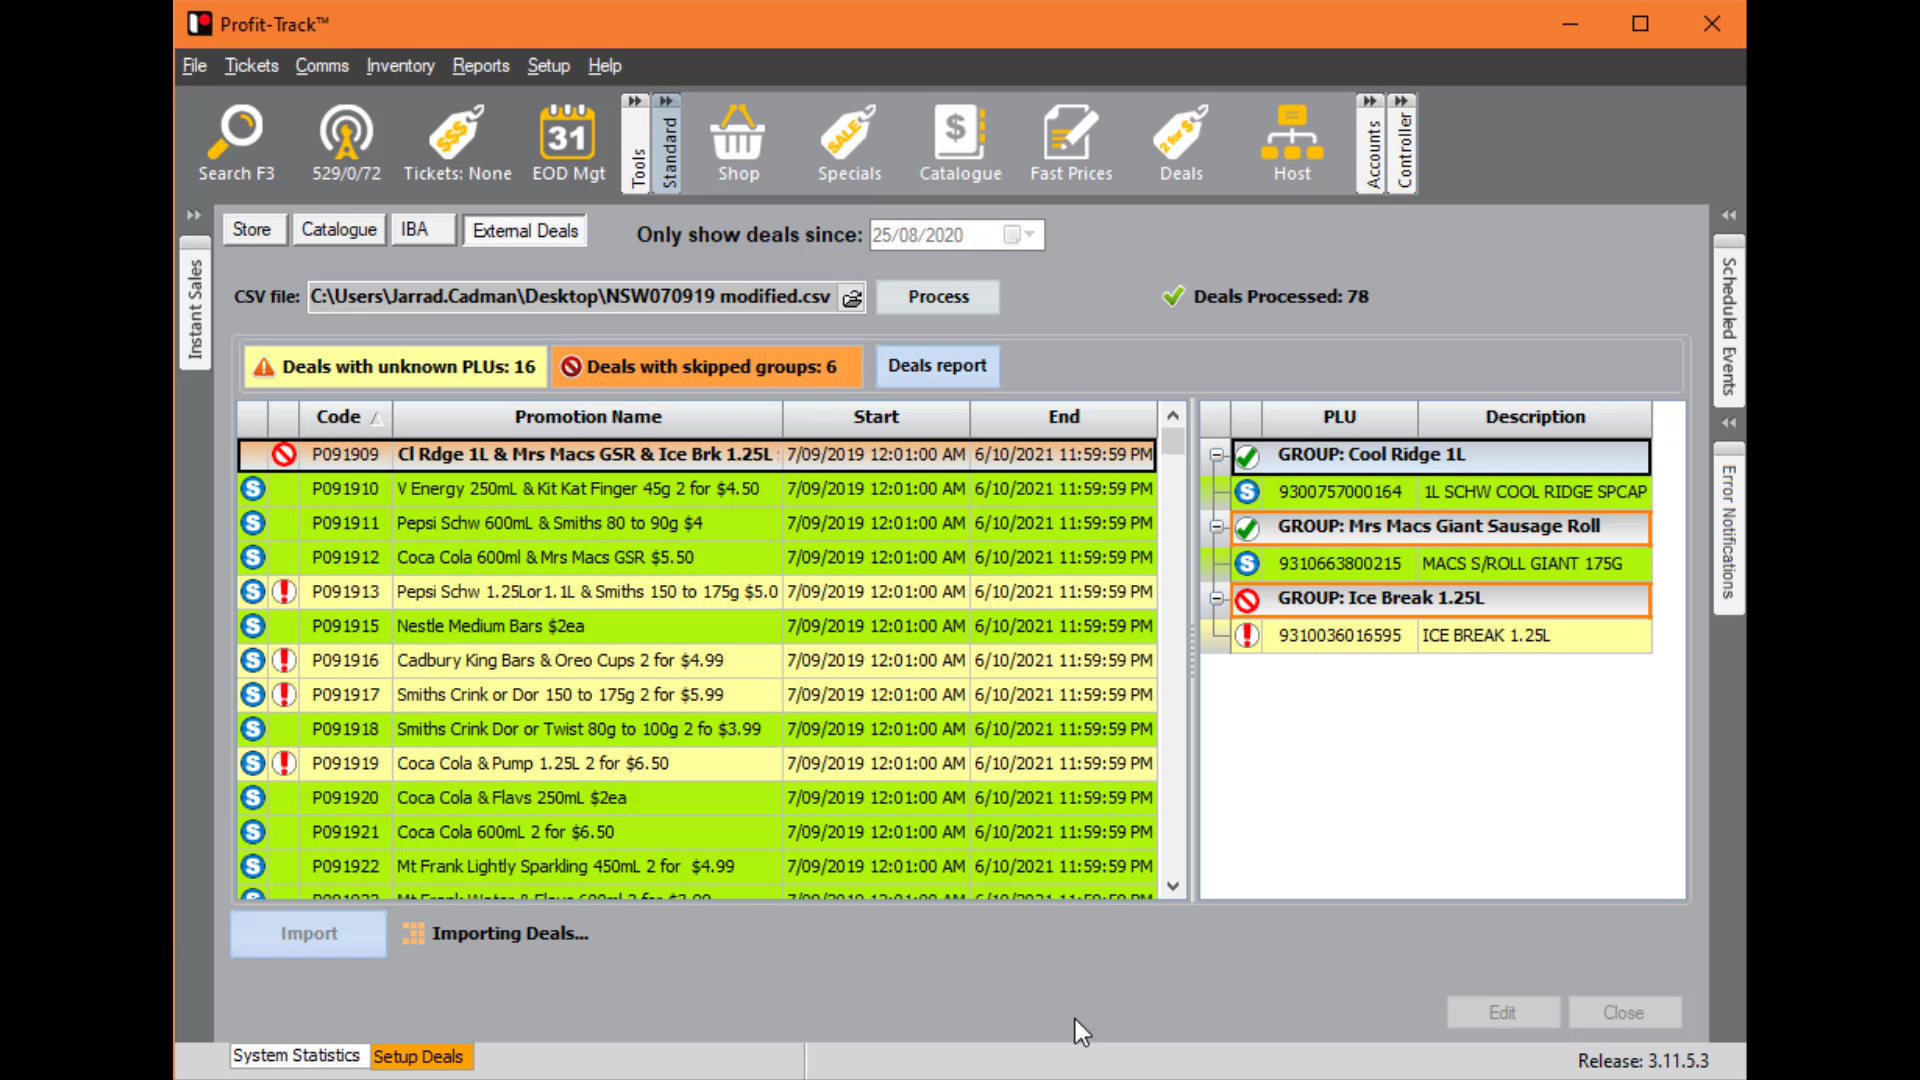 Profit-Track™
File Tickets Comms Inventory Reports Setup Help
Search F3 529/0/72 Tickets: None EOD Mgt Tools Standard Shop Specials Catalogue Fast Prices Deals Host Accounts Controller
31
SALE
2 for $
Store Catalogue IBA External Deals Only show deals since: 25/08/2020
Instant Sales
Scheduled Events
Error Notifications
CSV file: C:\Users\Jarrad.Cadman\Desktop\NSW070919 modified.csv Process Deals Processed: 78
Deals with unknown PLUs: 16 Deals with skipped groups: 6 Deals report
Code Promotion Name Start End
P091909 Cl Rdge 1L & Mrs Macs GSR & Ice Brk 1.25L 7/09/2019 12:01:00 AM 6/10/2021 11:59:59 PM
P091910 V Energy 250mL & Kit Kat Finger 45g 2 for $4.50 7/09/2019 12:01:00 AM 6/10/2021 11:59:59 PM
P091911 Pepsi Schw 600mL & Smiths 80 to 90g $4 7/09/2019 12:01:00 AM 6/10/2021 11:59:59 PM
P091912 Coca Cola 600ml & Mrs Macs GSR $5.50 7/09/2019 12:01:00 AM 6/10/2021 11:59:59 PM
P091913 Pepsi Schw 1.25Lor1.1L & Smiths 150 to 175g $5.0 7/09/2019 12:01:00 AM 6/10/2021 11:59:59 PM
P091915 Nestle Medium Bars $2ea 7/09/2019 12:01:00 AM 6/10/2021 11:59:59 PM
P091916 Cadbury King Bars & Oreo Cups 2 for $4.99 7/09/2019 12:01:00 AM 6/10/2021 11:59:59 PM
P091917 Smiths Crink or Dor 150 to 175g 2 for $5.99 7/09/2019 12:01:00 AM 6/10/2021 11:59:59 PM
P091918 Smiths Crink Dor or Twist 80g to 100g 2 fo $3.99 7/09/2019 12:01:00 AM 6/10/2021 11:59:59 PM
P091919 Coca Cola & Pump 1.25L 2 for $6.50 7/09/2019 12:01:00 AM 6/10/2021 11:59:59 PM
P091920 Coca Cola & Flavs 250mL $2ea 7/09/2019 12:01:00 AM 6/10/2021 11:59:59 PM
P091921 Coca Cola 600mL 2 for $6.50 7/09/2019 12:01:00 AM 6/10/2021 11:59:59 PM
P091922 Mt Frank Lightly Sparkling 450mL 2 for $4.99 7/09/2019 12:01:00 AM 6/10/2021 11:59:59 PM
PLU Description
GROUP: Cool Ridge 1L
9300757000164 1L SCHW COOL RIDGE SPCAP
GROUP: Mrs Macs Giant Sausage Roll
9310663800215 MACS S/ROLL GIANT 175G
GROUP: Ice Break 1.25L
9310036016595 ICE BREAK 1.25L
Import Importing Deals...
Edit Close
System Statistics Setup Deals
Release: 3.11.5.3